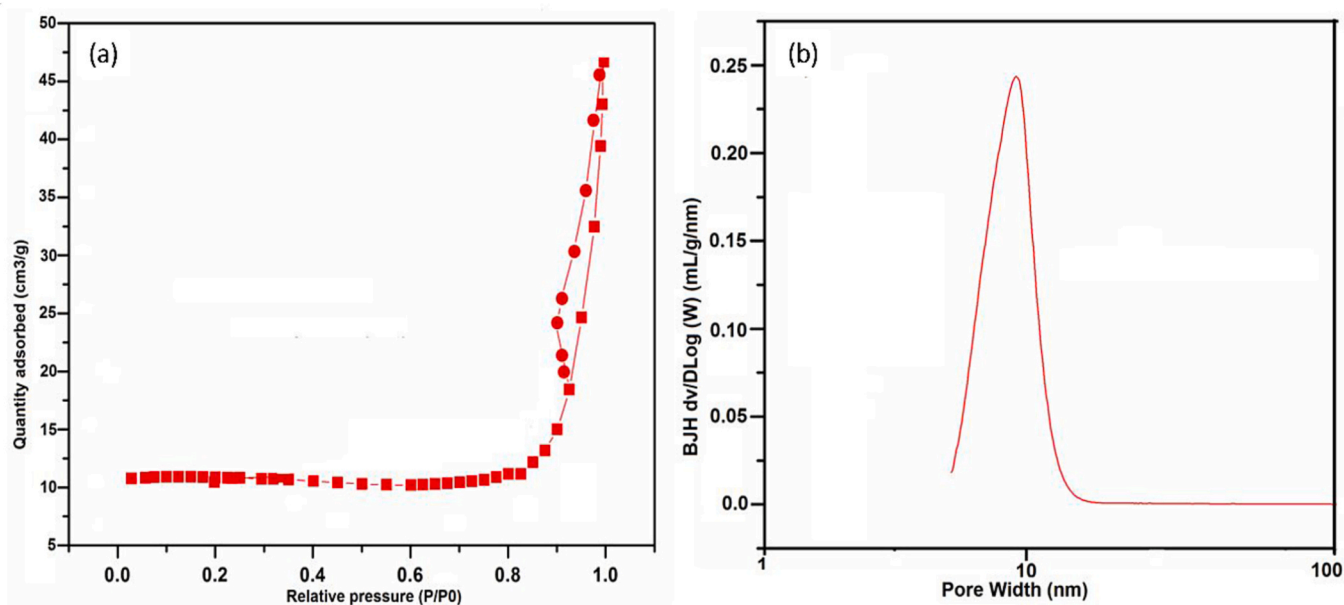 (a)
Quantity adsorbed (cm3/g)
50
45
40
35
30
25
20
15
10
5
0.0 0.2 0.4 0.6 0.8 1.0
Relative pressure (P/P0)
(b)
BJH dv/DLog (W) (mL/g/nm)
0.25
0.20
0.25
0.10
0.05
0.0
1 10 100
Pore Width (nm)